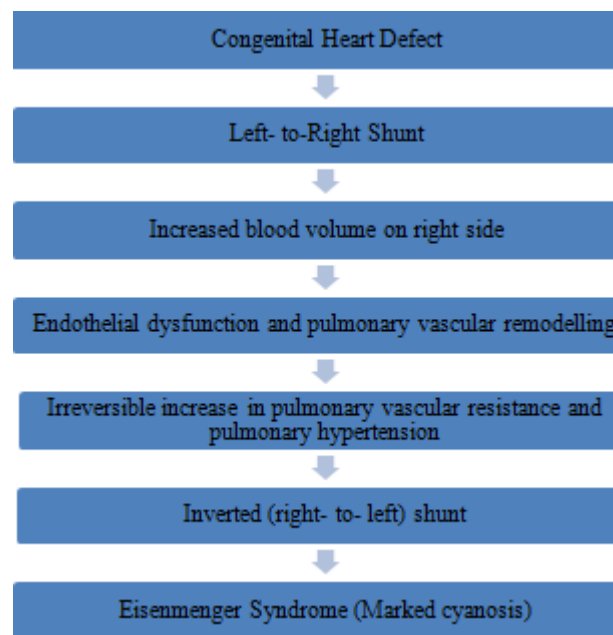 Congenital Heart Defect
Left- to-Right Shunt
Increased blood volume on right side
Endothelial dysfunction and pulmonary vascular remodelling
Irreversible increase in pulmonary vascular resistance and
pulmonary hypertension
Inverted (right- to- left) shunt
Eisenmenger Syndrome (Marked cyanosis)